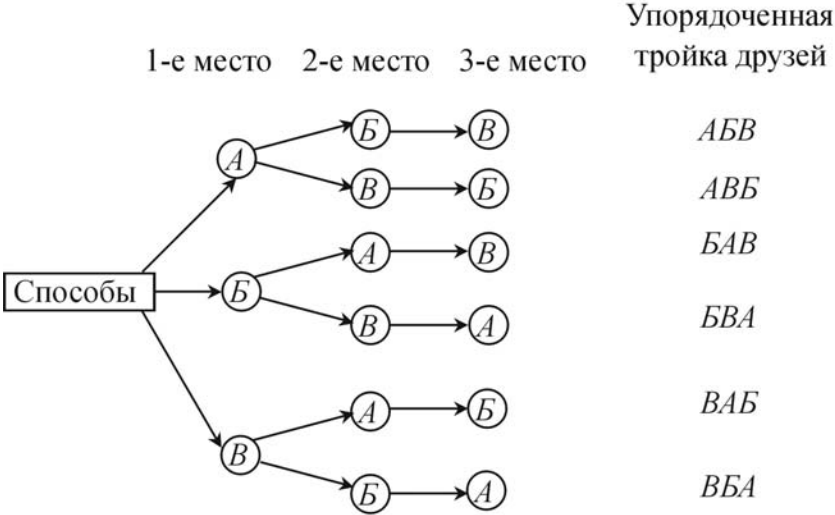 Упорядоченная
1-е место 2-е место 3-е место тройка друзей
Б В АБВ
А
В Б АВБ
А В БАВ
Способы Б
В А БВА
А Б ВАБ
В
Б А ВБА